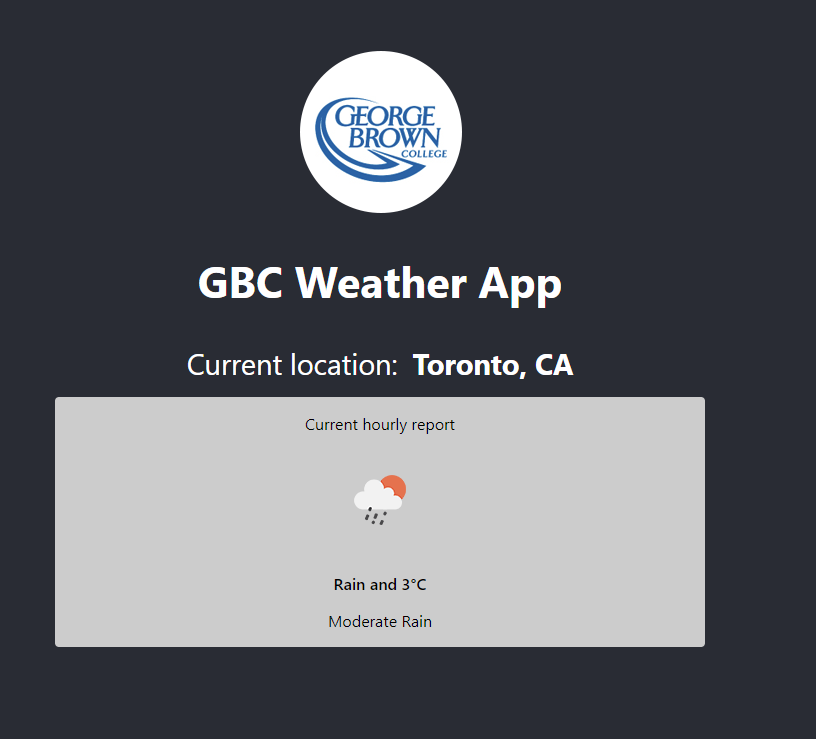 GEORGE
BROWN
COLLEGE
GBC Weather App
Current location: Toronto, CA
Current hourly report
Rain and 3°C
Moderate Rain